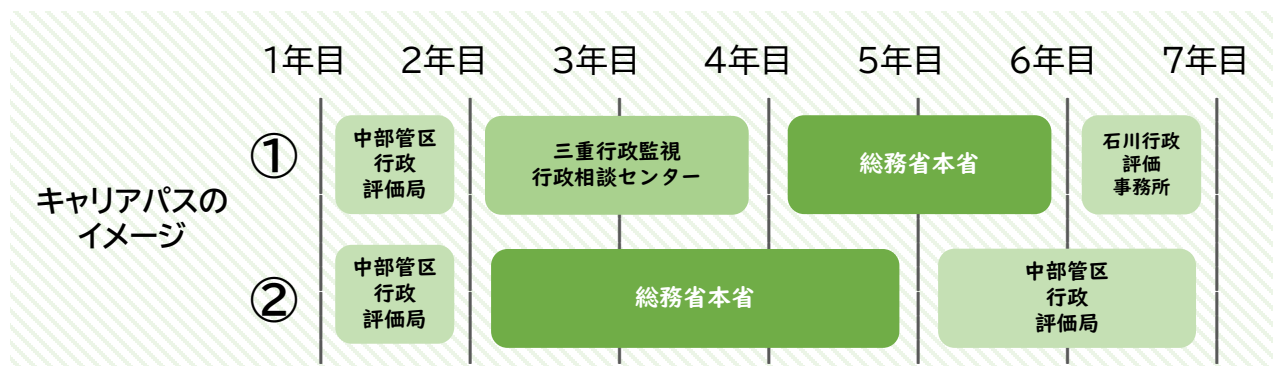 1年目 2年目 3年目 4年目 5年目 6年目 7年目
キャリアパスの
イメージ
①
中部管区
行政
評価局
三重行政監視
行政相談センター
総務省本省
石川行政
評価
事務所
②
中部管区
行政
評価局
総務省本省
中部管区
行政
評価局